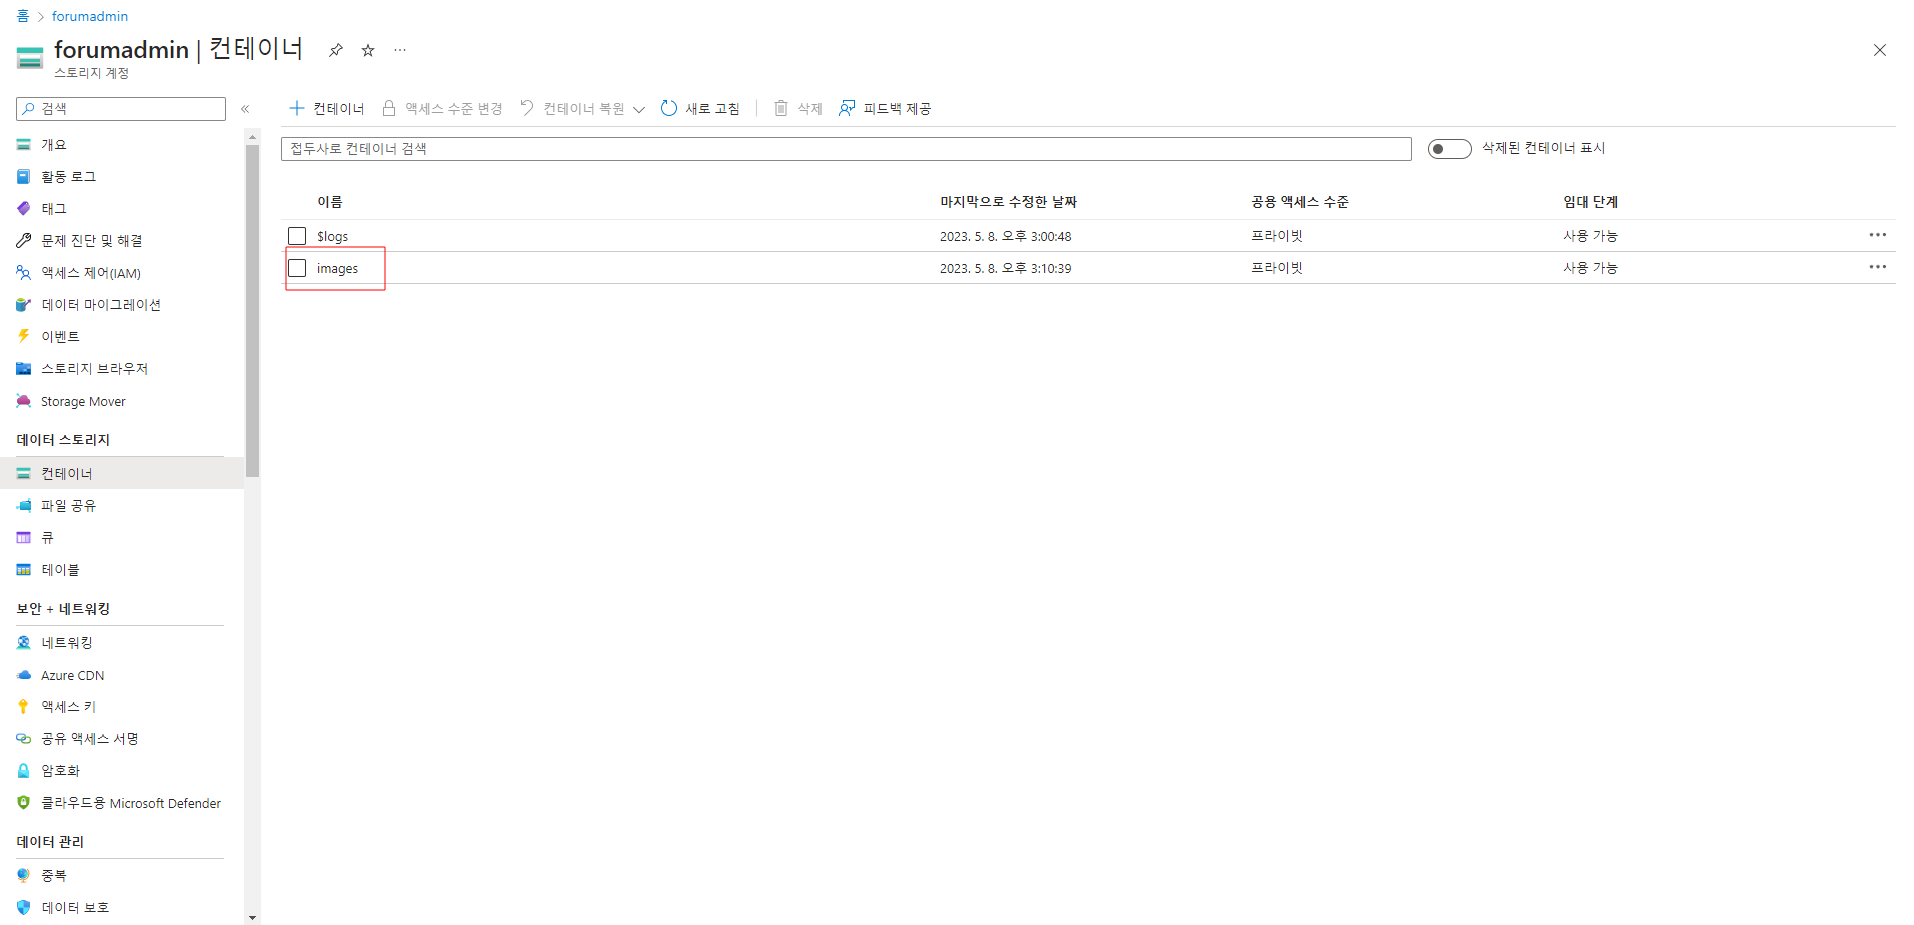 홈 > forumadmin
forumadmin | 컨테이너
스토리지 계정
검색
개요
활동 로그
태그
문제 진단 및 해결
액세스 제어(IAM)
데이터 마이그레이션
이벤트
스토리지 브라우저
Storage Mover
데이터 스토리지
컨테이너
파일 공유
큐
테이블
보안 + 네트워킹
네트워킹
Azure CDN
액세스 키
공유 액세스 서명
암호화
클라우드용 Microsoft Defender
데이터 관리
중복
데이터 보호
컨테이너 액세스 수준 변경 컨테이너 복원 새로 고침 삭제 피드백 제공
접두사로 컨테이너 검색 삭제된 컨테이너 표시
이름 마지막으로 수정한 날짜 공용 액세스 수준 임대 단계
$logs 2023. 5. 8. 오후 3:00:48 프라이빗 사용 가능
images 2023. 5. 8. 오후 3:10:39 프라이빗 사용 가능